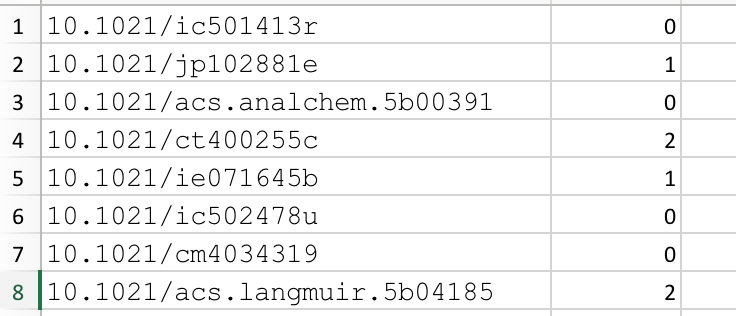 1 10.1021/ic501413r 0
2 10.1021/jp102881e 1
3 10.1021/acs.analchem.5b00391 0
4 10.1021/ct400255c 2
5 10.1021/ie071645b 1
6 10.1021/ic502478u 0
7 10.1021/cm4034319 0
8 10.1021/acs.langmuir.5b04185 2